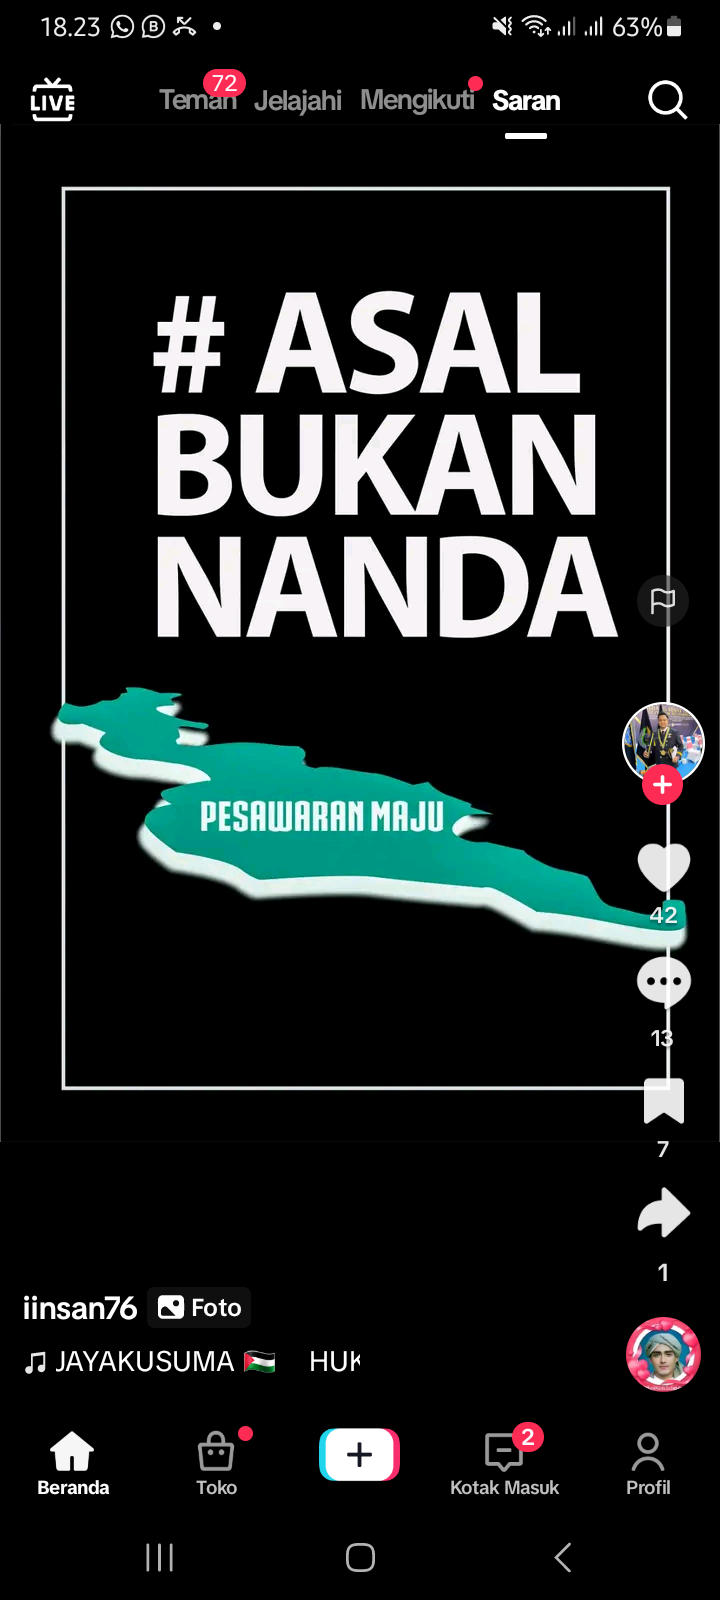 18.23
63%
LIVE
Teman 72
Jelajahi
Mengikuti
Saran
# ASAL
BUKAN
NANDA
PESAWARAN MAJU
42
13
7
1
iinsan76
Foto
JAYAKUSUMA 🇵🇸 HUK
Beranda
Toko
2
Kotak Masuk
Profil